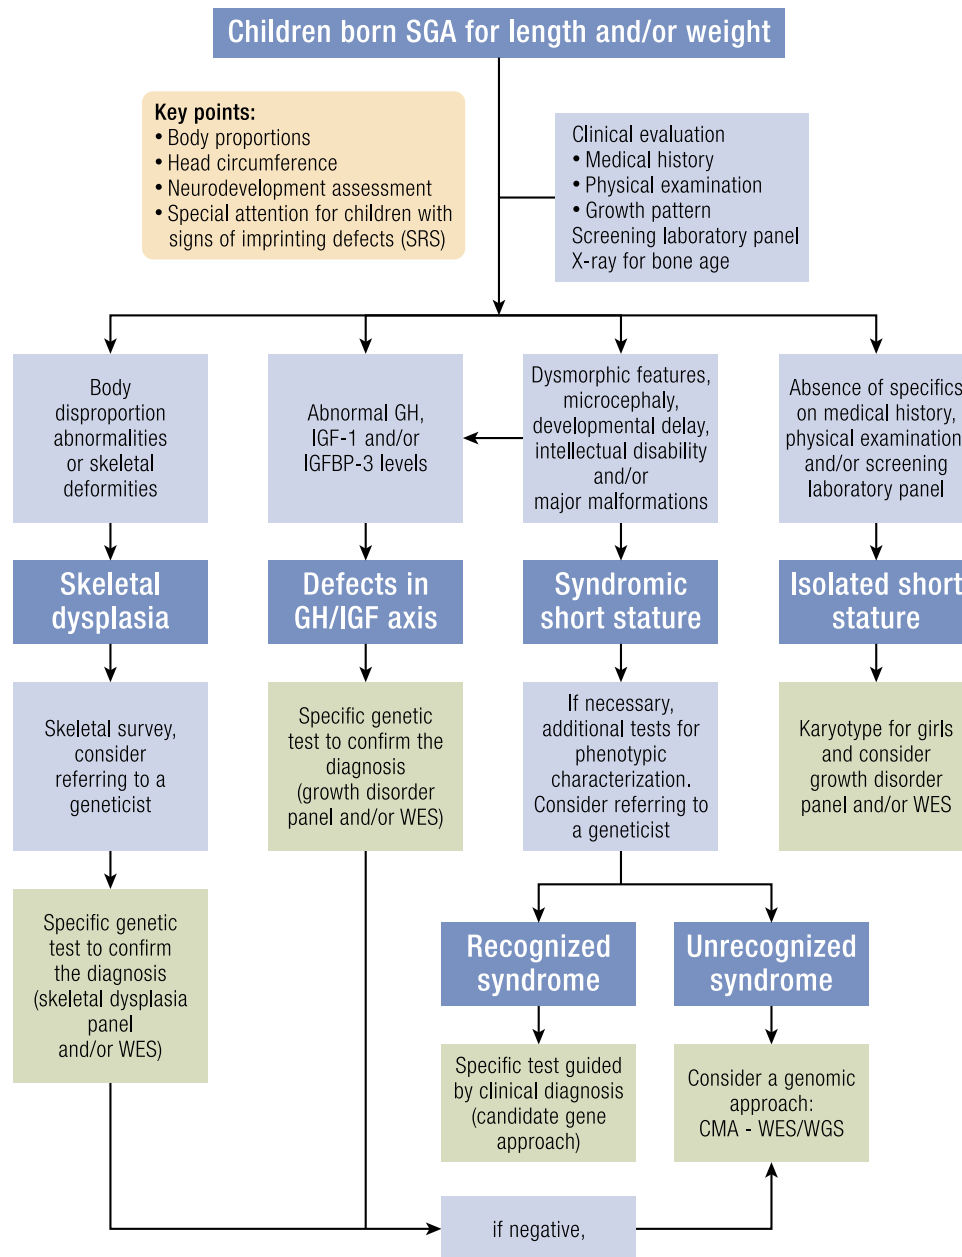 Children born SGA for length and/or weight
Key points:
• Body proportions
• Head circumference
• Neurodevelopment assessment
• Special attention for children with
signs of imprinting defects (SRS)
Clinical evaluation
• Medical history
• Physical examination
• Growth pattern
Screening laboratory panel
X-ray for bone age
Body
disproportion
abnormalities
or skeletal
deformities
Abnormal GH,
IGF-1 and/or
IGFBP-3 levels
Dysmorphic features,
microcephaly,
developmental delay,
intellectual disability
and/or
major malformations
Absence of specifics
on medical history,
physical examination
and/or screening
laboratory panel
Skeletal
dysplasia
Defects in
GH/IGF axis
Syndromic
short stature
Isolated short
stature
Skeletal survey,
consider
referring to a
geneticist
Specific genetic
test to confirm the
diagnosis
(growth disorder
panel and/or WES)
If necessary,
additional tests for
phenotypic
characterization.
Consider referring to
a geneticist
Karyotype for girls
and consider
growth disorder
panel and/or WES
Specific genetic
test to confirm
the diagnosis
(skeletal dysplasia
panel
and/or WES)
Recognized
syndrome
Unrecognized
syndrome
Specific test guided
by clinical diagnosis
(candidate gene
approach)
Consider a genomic
approach:
CMA - WES/WGS
if negative,